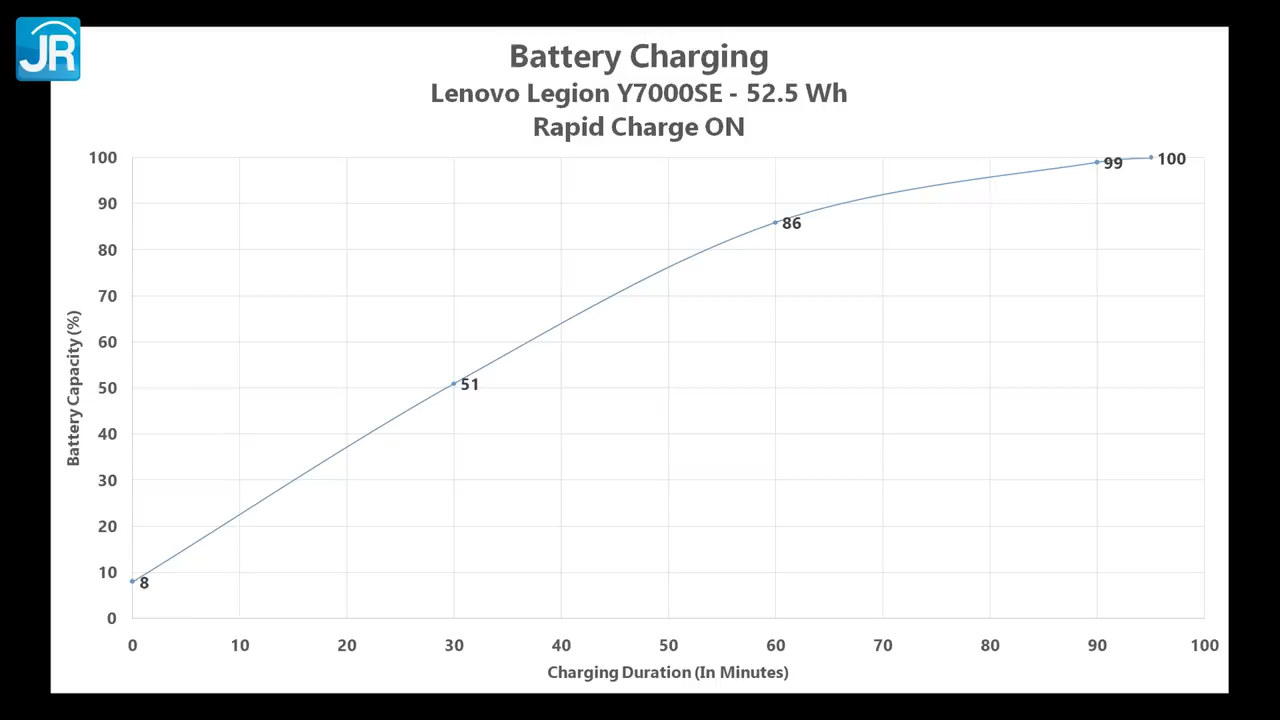 JR
Battery Charging
Lenovo Legion Y7000SE - 52.5 Wh
Rapid Charge ON
Battery Capacity (%)
100
90
80
70
60
50
40
30
20
10
0
8
51
86
99
100
0 10 20 30 40 50 60 70 80 90 100
Charging Duration (In Minutes)